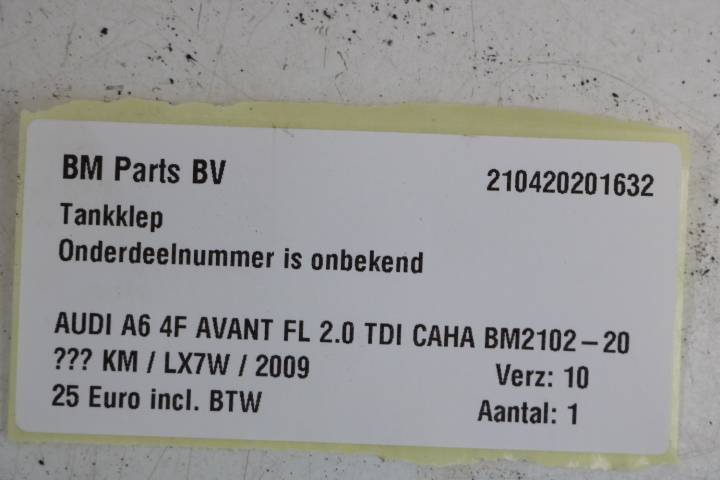 BM Parts BV
210420201632
Tankklep
Onderdeelnummer is onbekend
AUDI A6 4F AVANT FL 2.0 TDI CAHA BM2102-20
??? KM / LX7W / 2009
Verz: 10
25 Euro incl. BTW
Aantal: 1